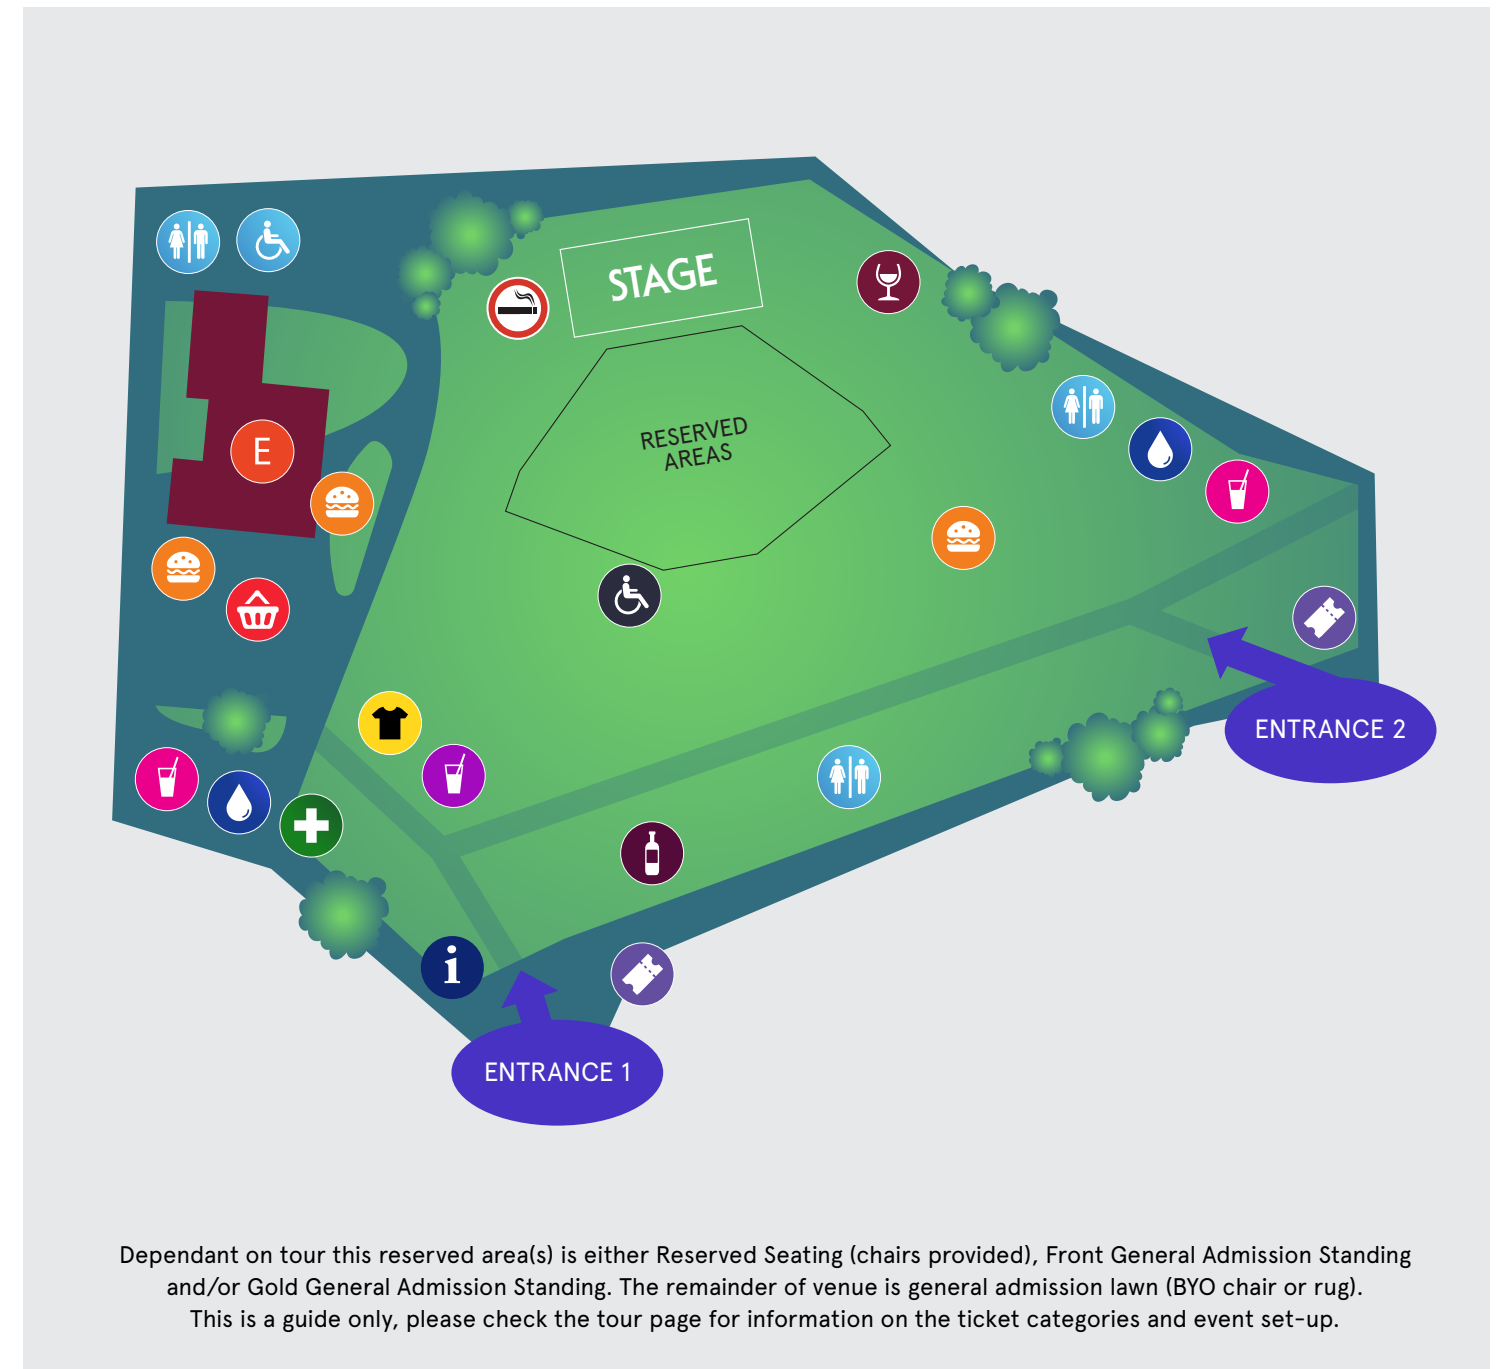 STAGE
RESERVED
AREAS
E
ENTRANCE 2
i
ENTRANCE 1
Dependant on tour this reserved area(s) is either Reserved Seating (chairs provided), Front General Admission Standing
and/or Gold General Admission Standing. The remainder of venue is general admission lawn (BYO chair or rug).
This is a guide only, please check the tour page for information on the ticket categories and event set-up.